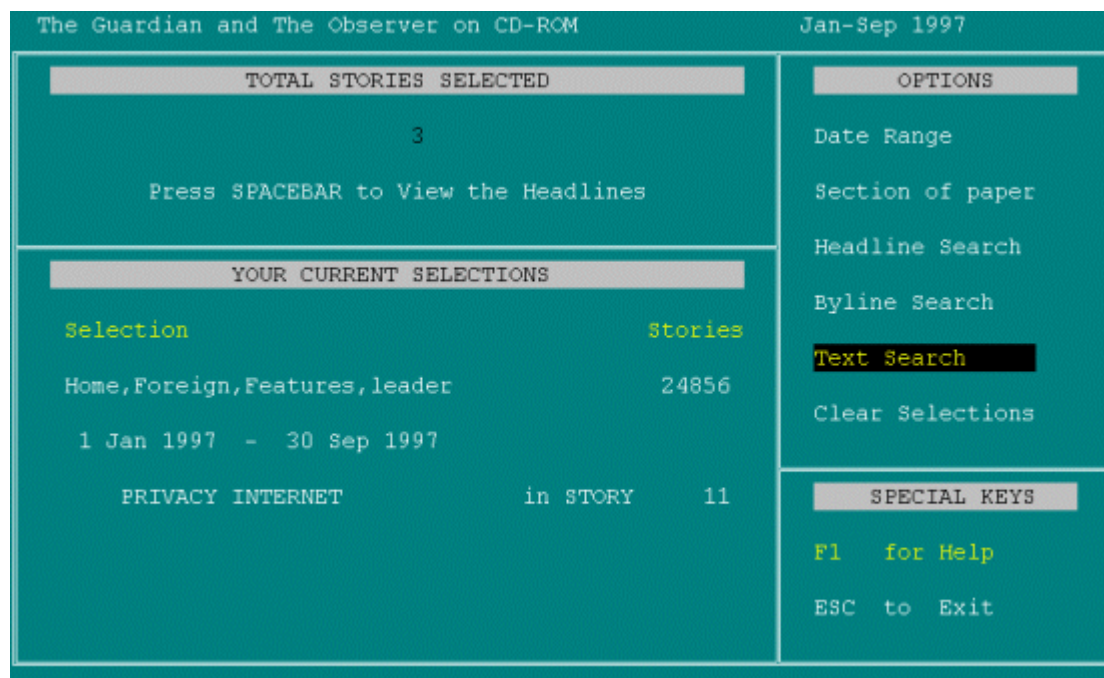 The Guardian and The Observer on CD-ROM Jan-Sep 1997
TOTAL STORIES SELECTED
3
Press SPACEBAR to View the Headlines
YOUR CURRENT SELECTIONS
Selection Stories
Home,Foreign,Features,leader 24856
1 Jan 1997 - 30 Sep 1997
PRIVACY INTERNET in STORY 11
OPTIONS
Date Range
Section of paper
Headline Search
Byline Search
Text Search
Clear Selections
SPECIAL KEYS
F1 for Help
ESC to Exit